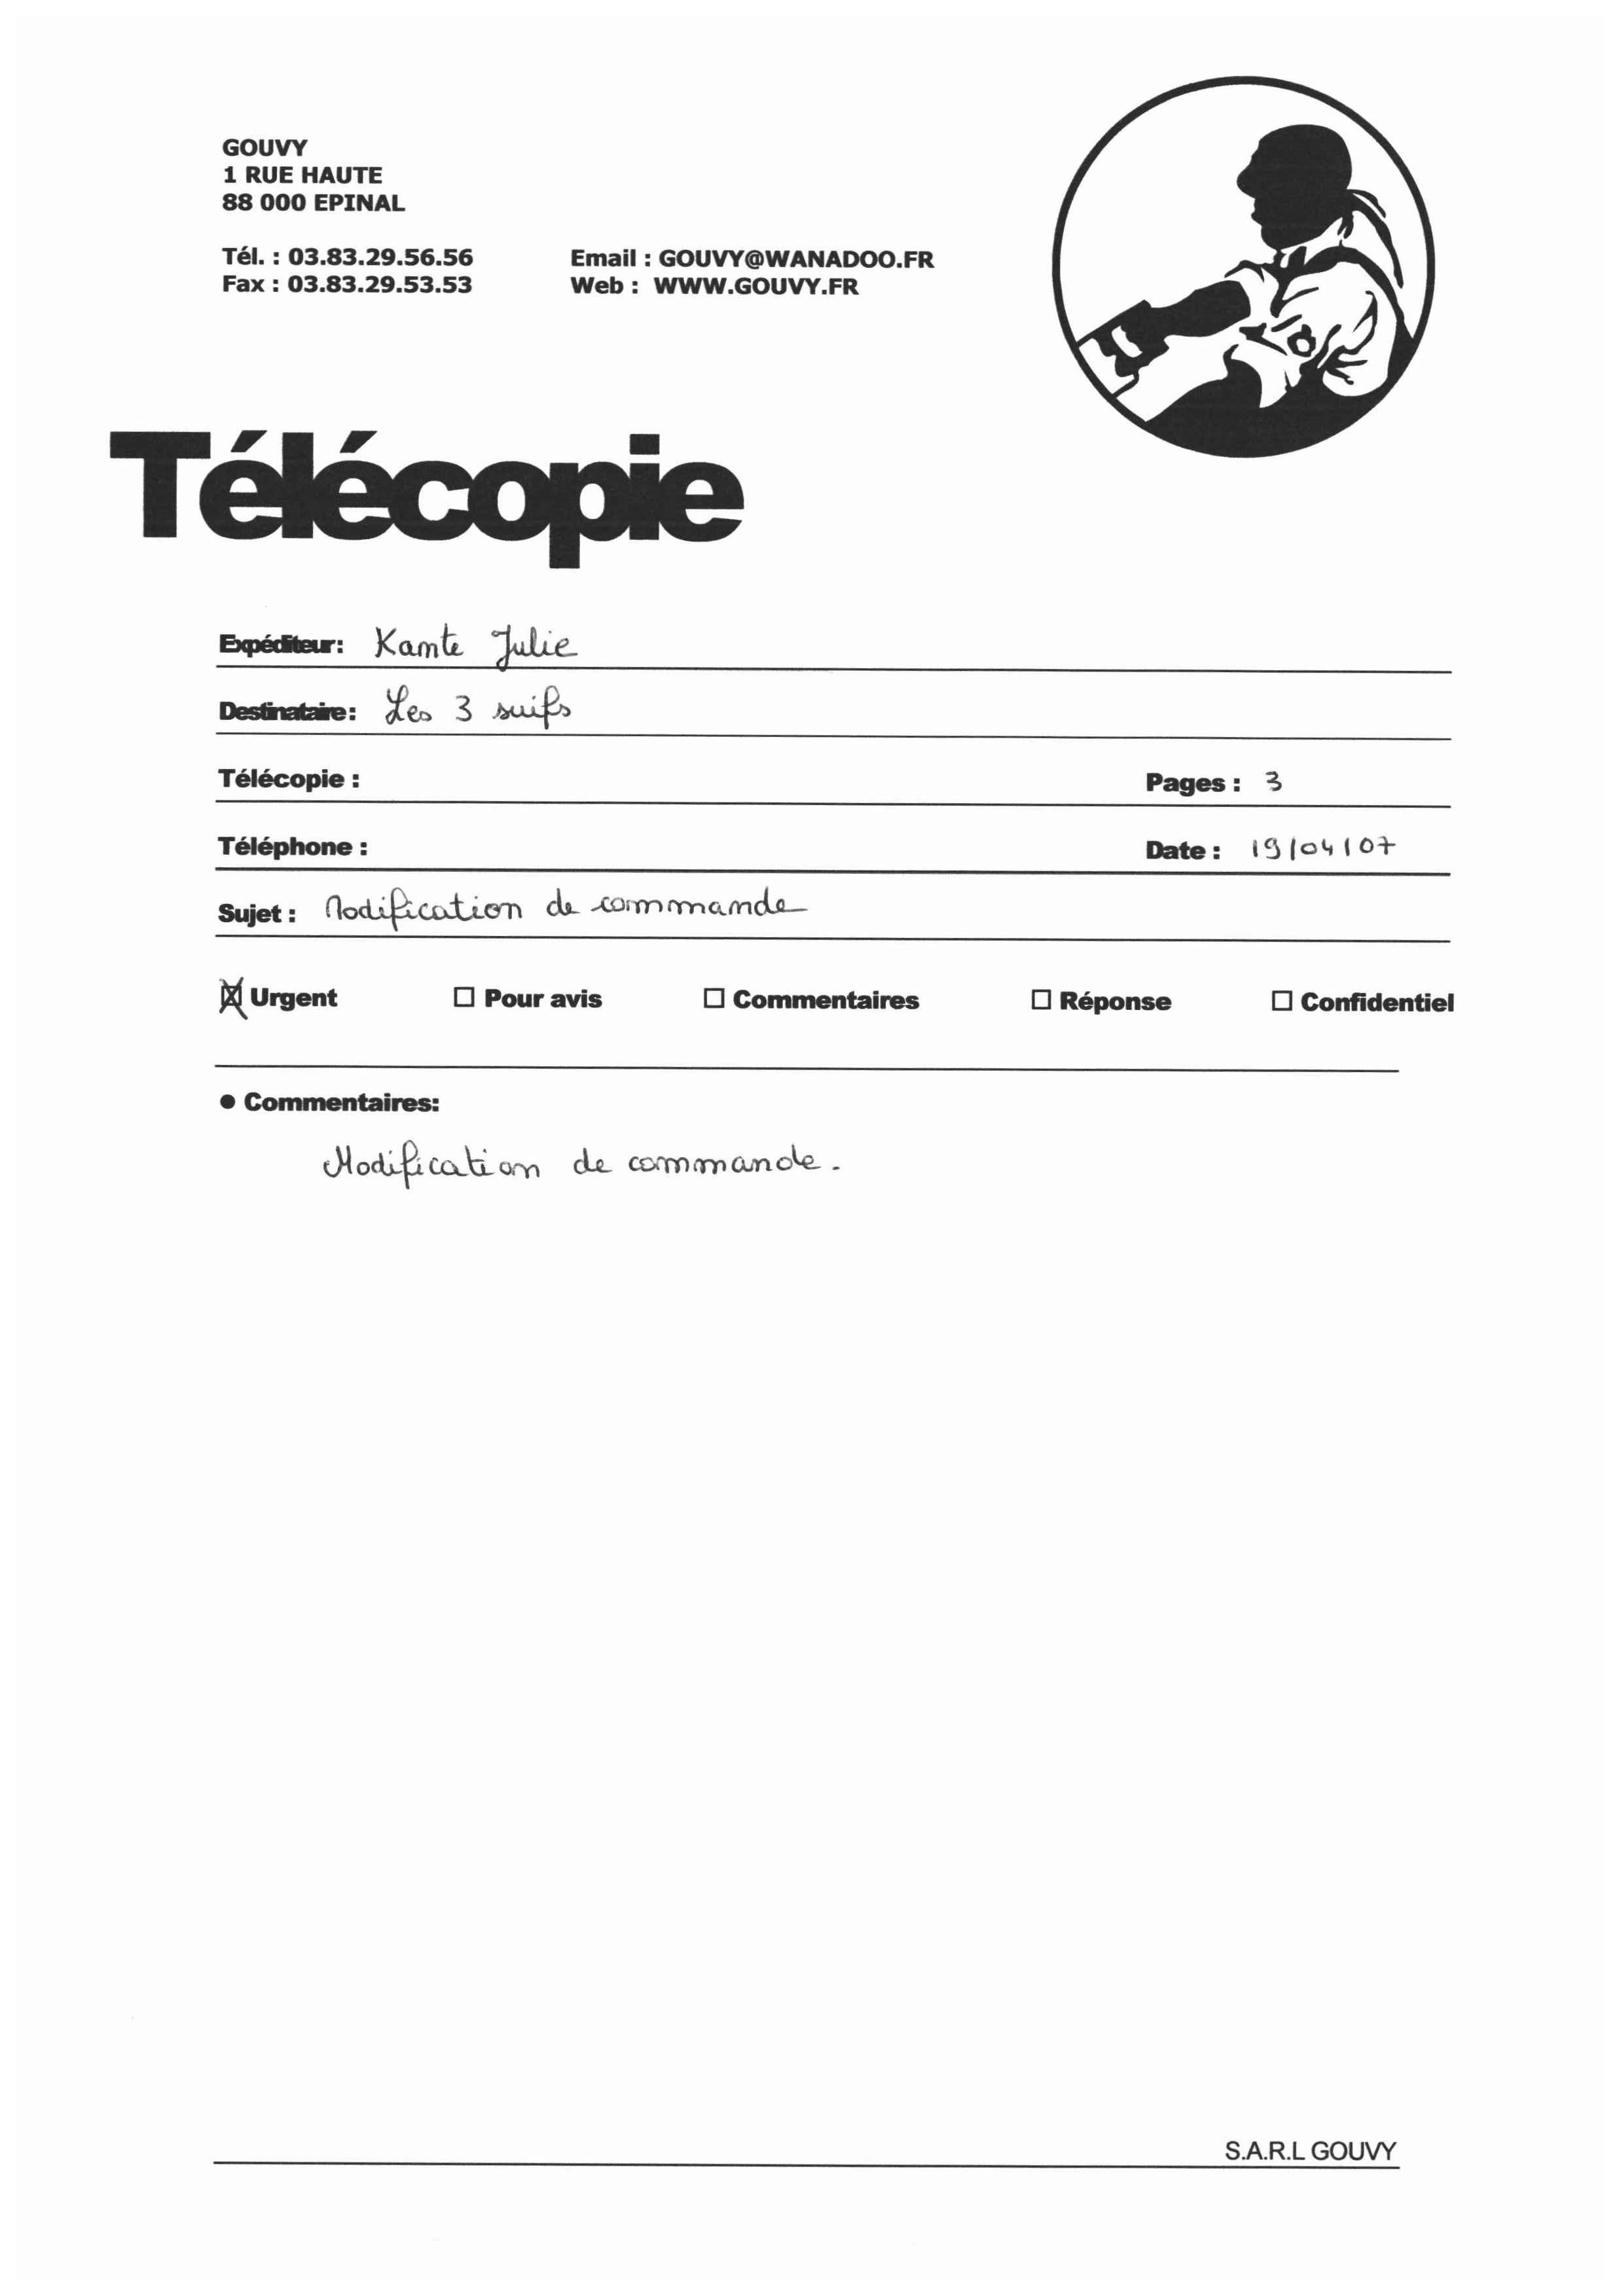 GOUVY
1 RUE HAUTE
88 000 EPINAL
Tél. : 03.83.29.56.56 Email : GOUVY@WANADOO.FR
Fax : 03.83.29.53.53 Web : WWW.GOUVY.FR
Télécopie
Expéditeur: Kamte Julie
Destinataire: Les 3 suifs
Télécopie : Pages : 3
Téléphone : Date : 19/04/07
Sujet : Modification de commande
Urgent Pour avis Commentaires Réponse Confidentiel
● Commentaires:
Modification de commande.
S.A.R.L GOUVY